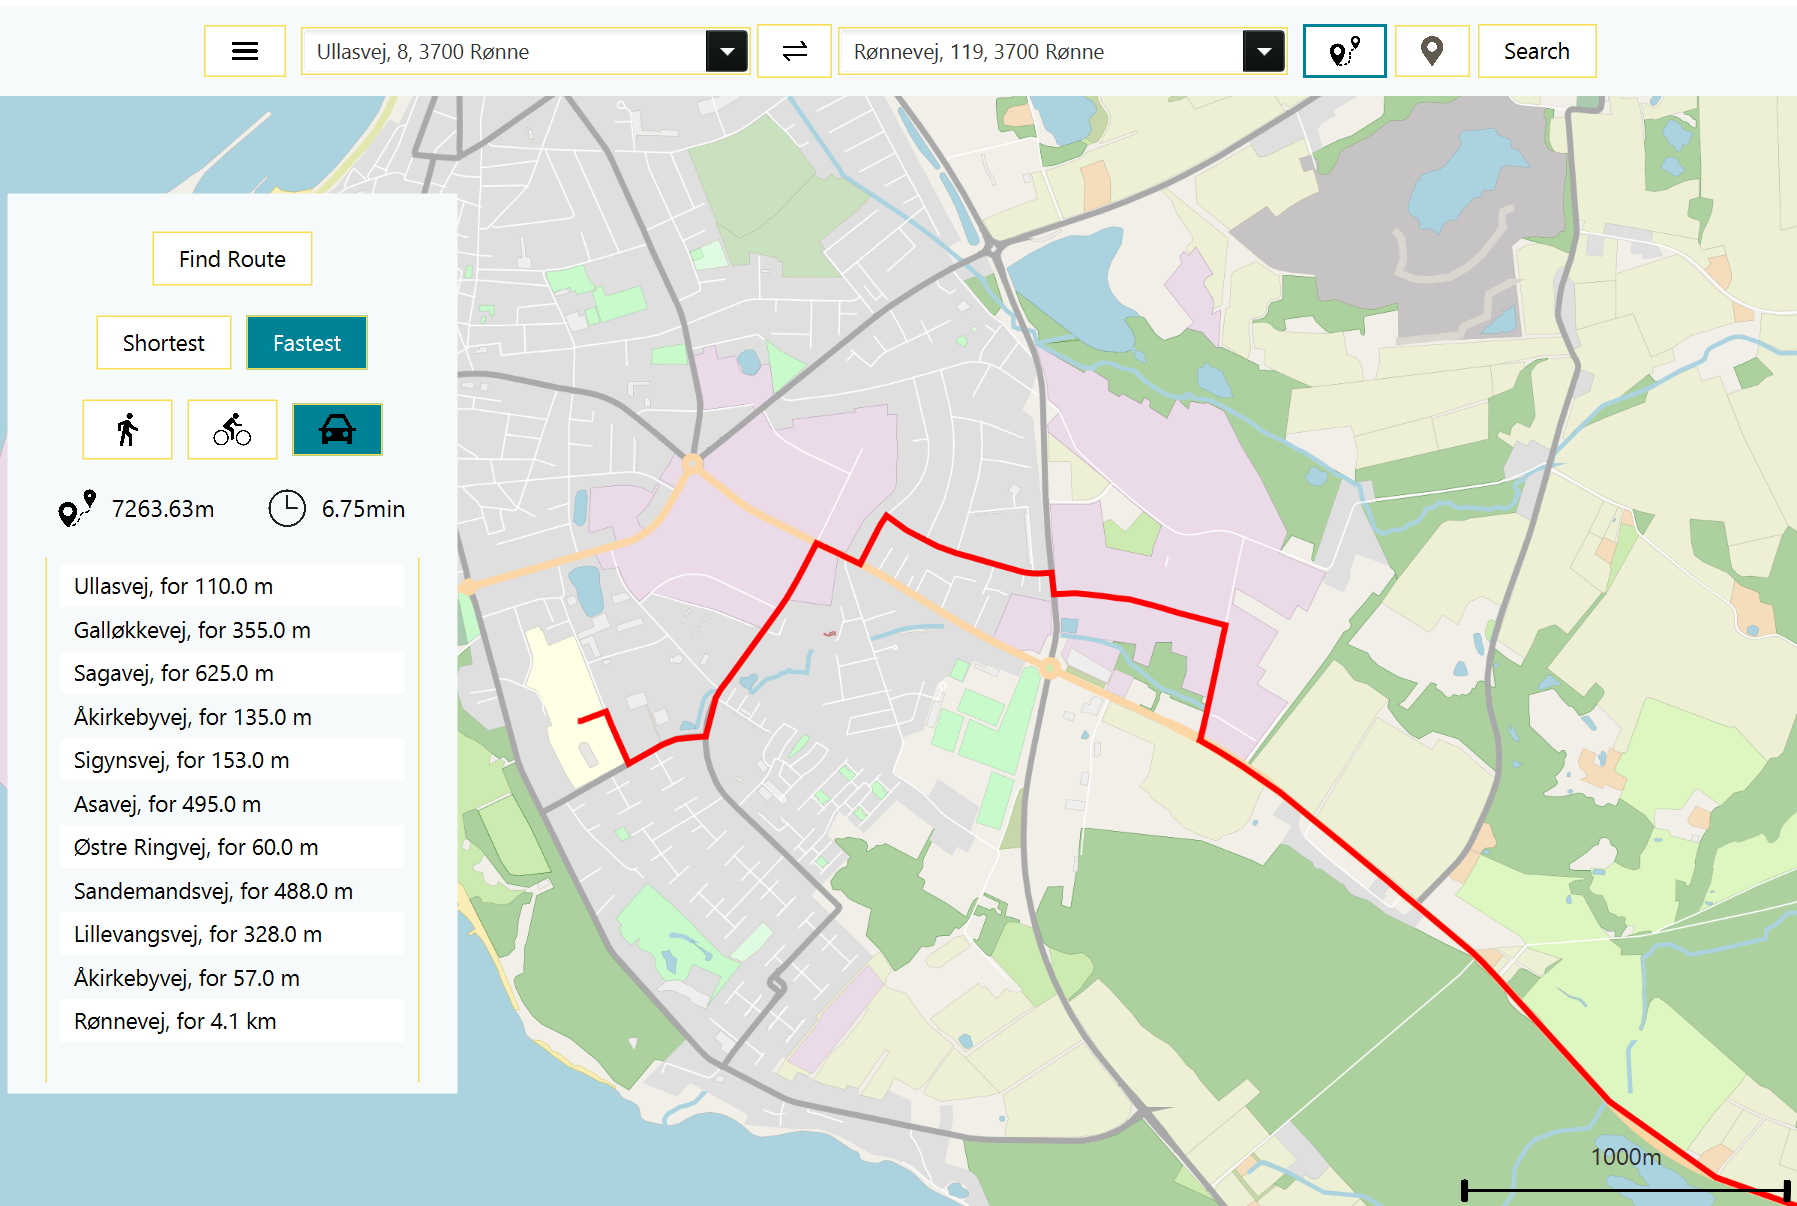 Ullasvej, 8, 3700 Rønne
Rønnevej, 119, 3700 Rønne
Search
Find Route
Shortest
Fastest
7263.63m
6.75min
Ullasvej, for 110.0 m
Galløkkevej, for 355.0 m
Sagavej, for 625.0 m
Åkirkebyvej, for 135.0 m
Sigynsvej, for 153.0 m
Asavej, for 495.0 m
Østre Ringvej, for 60.0 m
Sandemandsvej, for 488.0 m
Lillevangsvej, for 328.0 m
Åkirkebyvej, for 57.0 m
Rønnevej, for 4.1 km
1000m